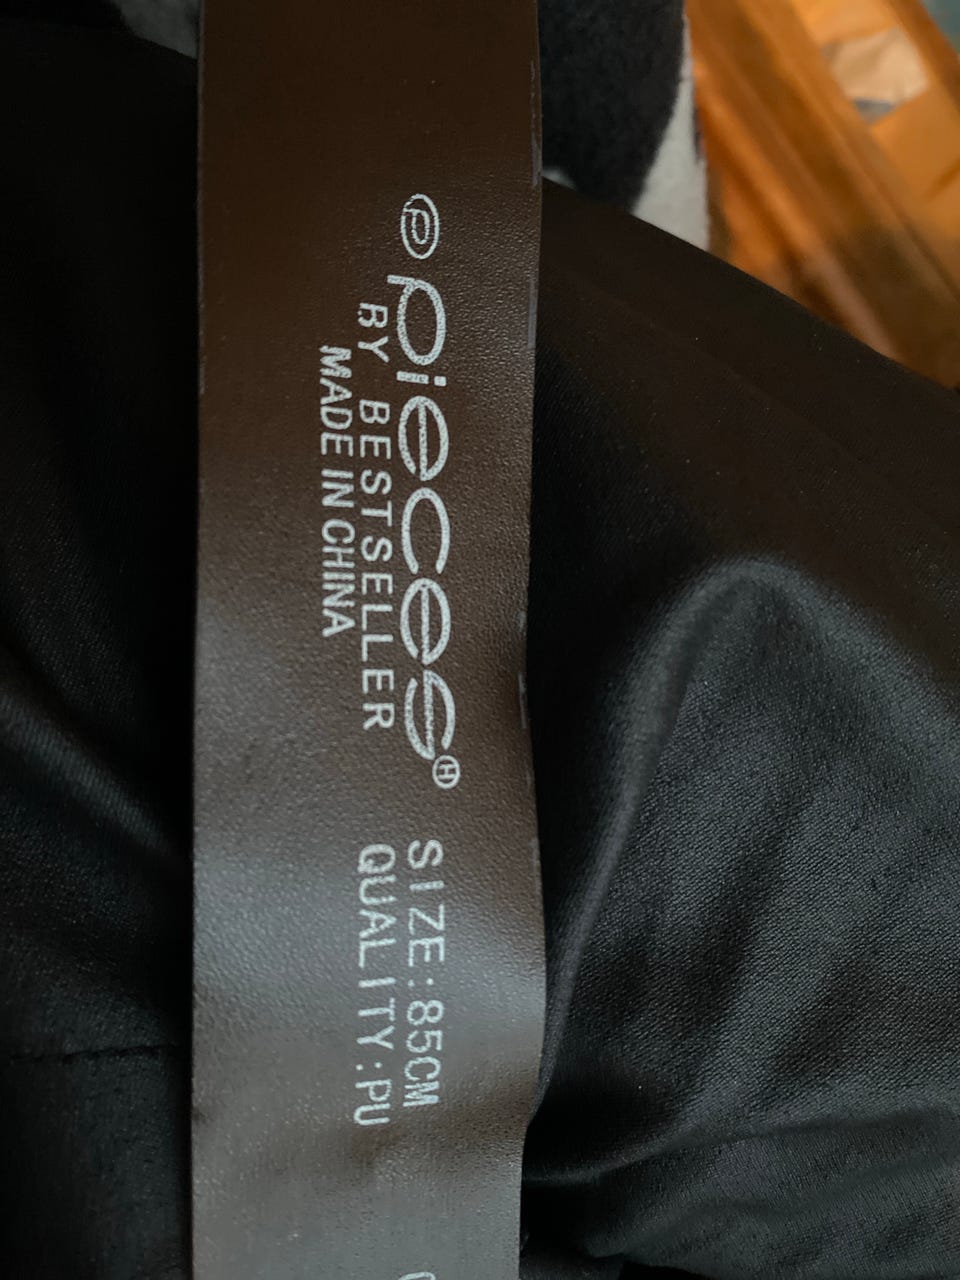 ℗ pieces Ⓗ
BY BESTSELLER
MADE IN CHINA
SIZE:85CM
QUALITY:PU